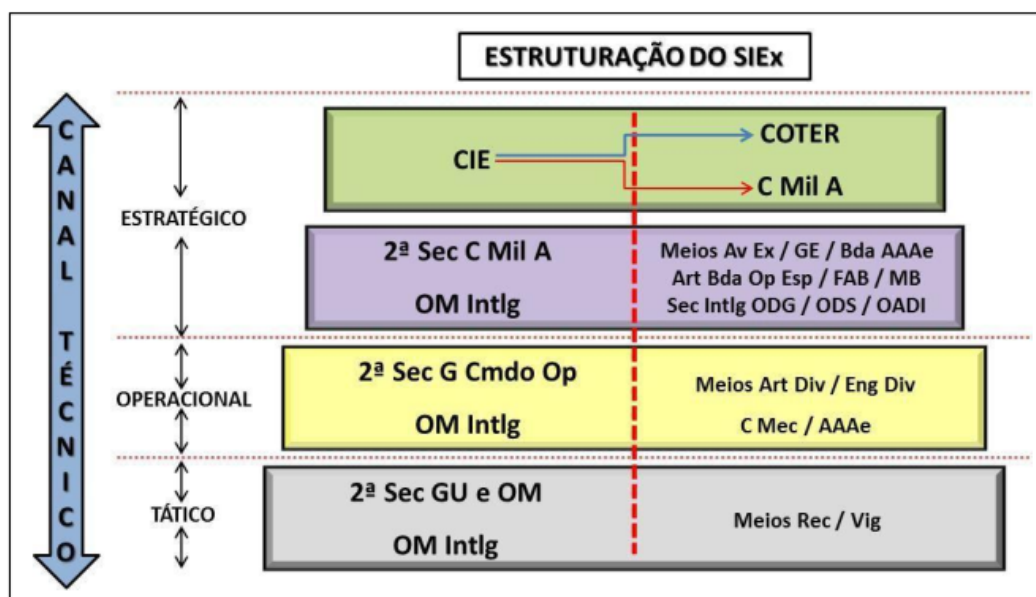 ESTRUTURAÇÃO DO SIEx
CANAL TÉCNICO
ESTRATÉGICO
CIE
COTER
C Mil A
2ª Sec C Mil A
OM Intlg
Meios Av Ex / GE / Bda AAAe
Art Bda Op Esp / FAB / MB
Sec Intlg ODG / ODS / OADI
OPERACIONAL
2ª Sec G Cmdo Op
OM Intlg
Meios Art Div / Eng Div
C Mec / AAAe
TÁTICO
2ª Sec GU e OM
OM Intlg
Meios Rec / Vig